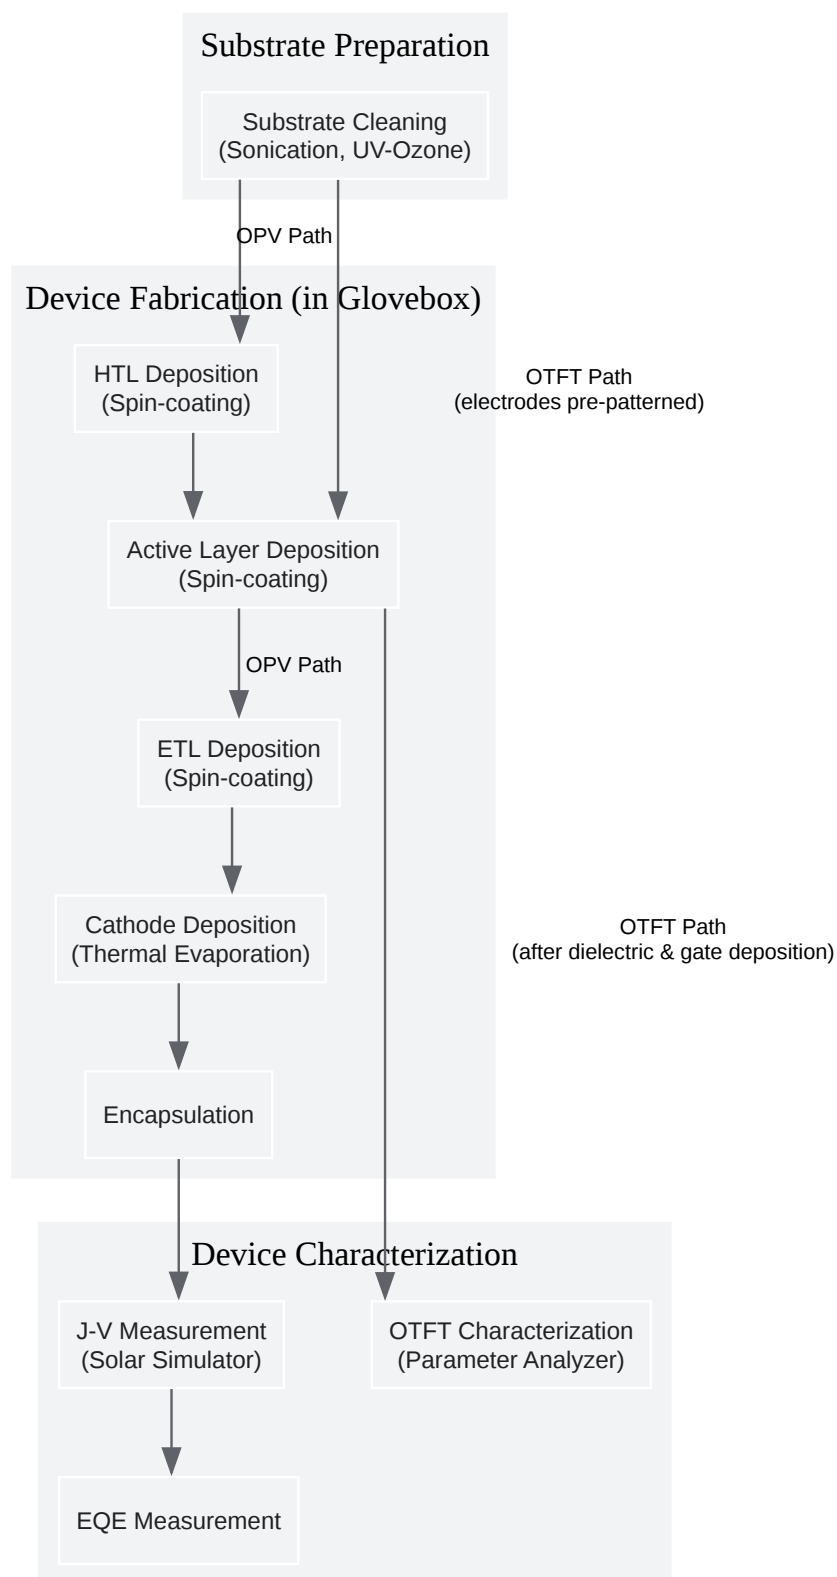 Substrate Preparation
Substrate Cleaning
(Sonication, UV-Ozone)
OPV Path
Device Fabrication (in Glovebox)
HTL Deposition
(Spin-coating)
OTFT Path
(electrodes pre-patterned)
Active Layer Deposition
(Spin-coating)
OPV Path
ETL Deposition
(Spin-coating)
Cathode Deposition
(Thermal Evaporation)
OTFT Path
(after dielectric & gate deposition)
Encapsulation
Device Characterization
J-V Measurement
(Solar Simulator)
OTFT Characterization
(Parameter Analyzer)
EQE Measurement